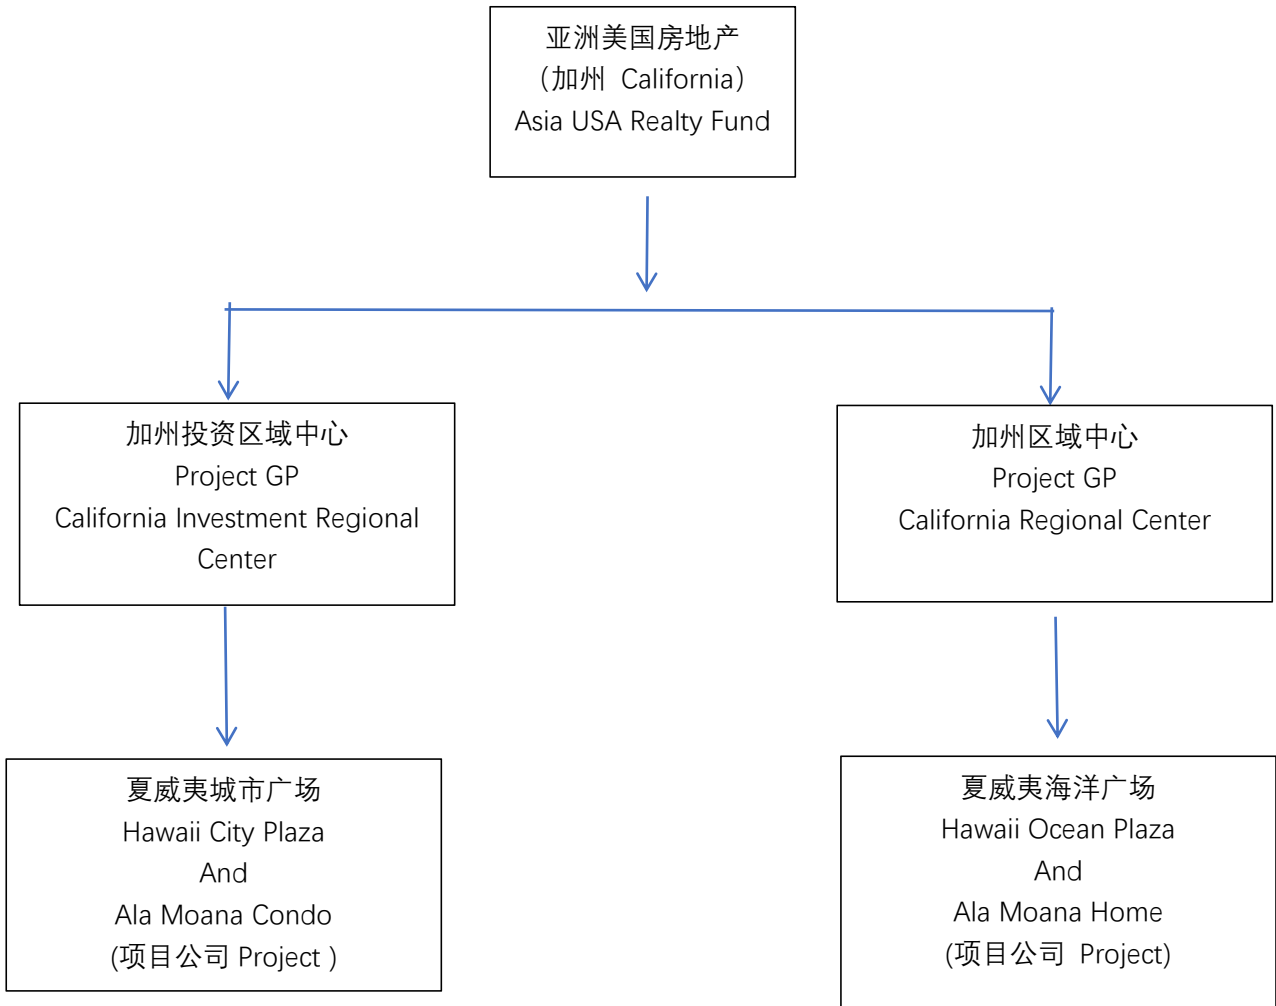 亚洲美国房地产
（加州 California）
Asia USA Realty Fund
加州投资区域中心
Project GP
California Investment Regional
Center
加州区域中心
Project GP
California Regional Center
夏威夷城市广场
Hawaii City Plaza
And
Ala Moana Condo
(项目公司 Project )
夏威夷海洋广场
Hawaii Ocean Plaza
And
Ala Moana Home
(项目公司 Project)